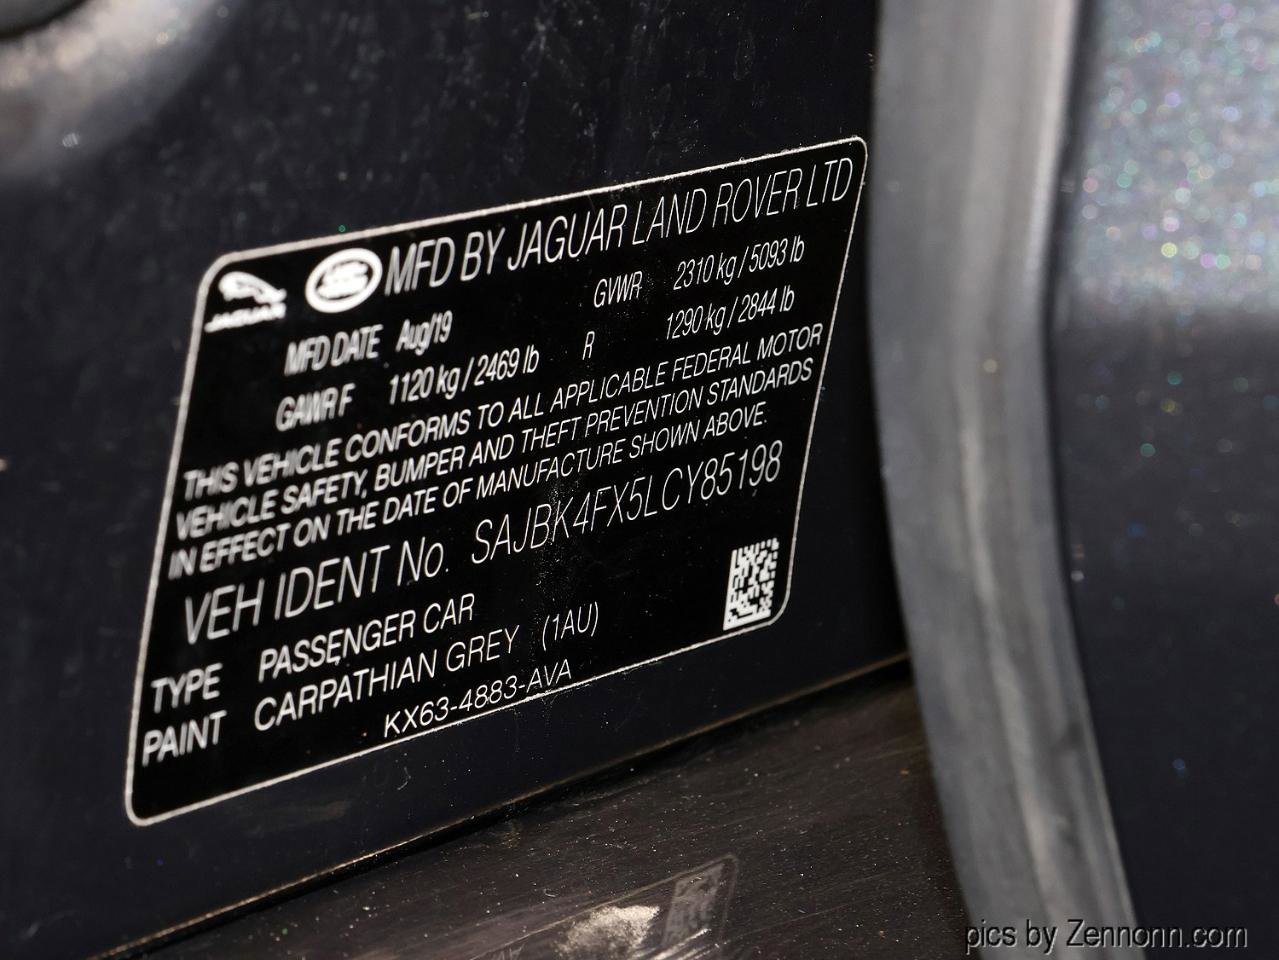 JAGUAR LAND ROVER MFD BY JAGUAR LAND ROVER LTD
MFD DATE Aug/19 GVWR 2310 kg / 5093 lb
GAWR F 1120 kg / 2469 lb R 1290 kg / 2844 lb
THIS VEHICLE CONFORMS TO ALL APPLICABLE FEDERAL MOTOR
VEHICLE SAFETY, BUMPER AND THEFT PREVENTION STANDARDS
IN EFFECT ON THE DATE OF MANUFACTURE SHOWN ABOVE.
VEH IDENT No. SAJBK4FX5LCY85198
TYPE PASSENGER CAR
PAINT CARPATHIAN GREY (1AU)
KX63-4883-AVA
pics by Zennonn.com